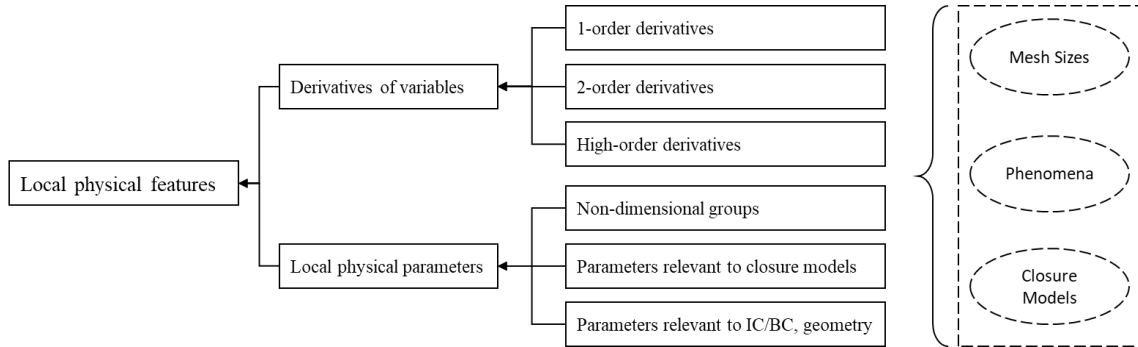 Local physical features
Derivatives of variables
Local physical parameters
1-order derivatives
2-order derivatives
High-order derivatives
Non-dimensional groups
Parameters relevant to closure models
Parameters relevant to IC/BC, geometry
Mesh Sizes
Phenomena
Closure
Models